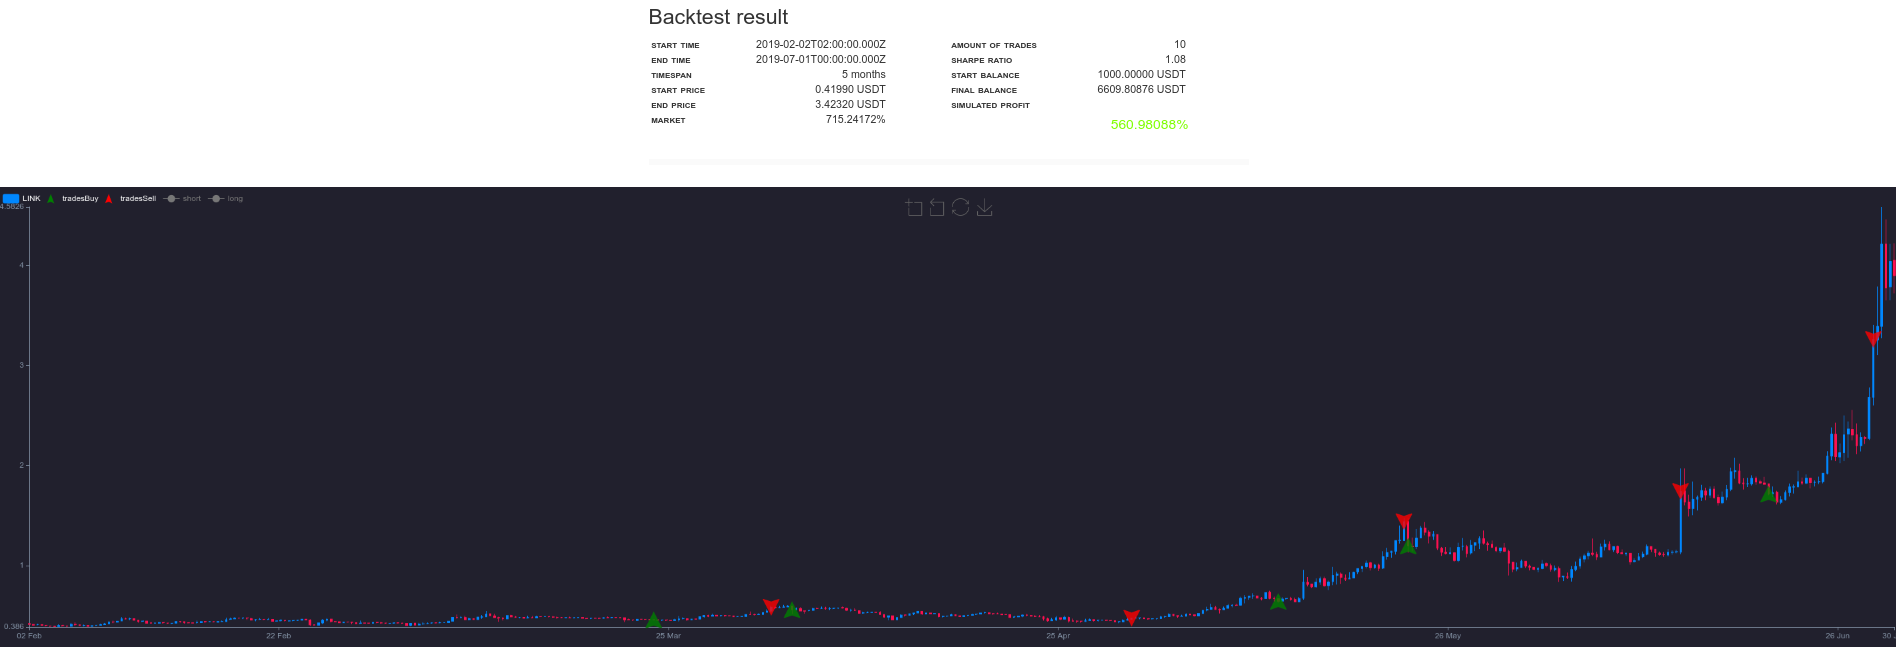 Backtest result
START TIME 2019-02-02T02:00:00.000Z
END TIME 2019-07-01T00:00:00.000Z
TIMESPAN 5 months
START PRICE 0.41990 USDT
END PRICE 3.42320 USDT
MARKET 715.24172%
AMOUNT OF TRADES 10
SHARPE RATIO 1.08
START BALANCE 1000.00000 USDT
FINAL BALANCE 6609.80876 USDT
SIMULATED PROFIT
560.98088%
LINK tradesBuy tradesSell short long
4.5626
4
3
2
1
0.386
02 Feb 22 Feb 25 Mar 25 Apr 26 May 26 Jun 30